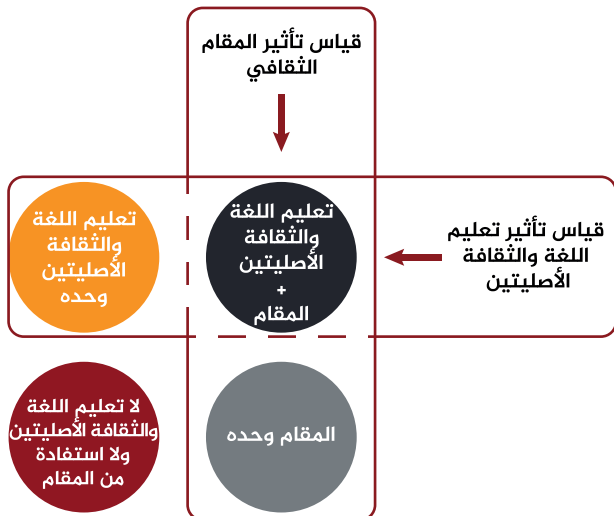 قياس تأثير المقام
الثقافي
قياس تأثير تعليم
اللغة والثقافة
الأصليتين
تعليم اللغة
والثقافة
الأصليتين
+
المقام
تعليم اللغة
والثقافة
الأصليتين
وحده
المقام وحده
لا تعليم اللغة
والثقافة الأصليتين
ولا استفادة
من المقام